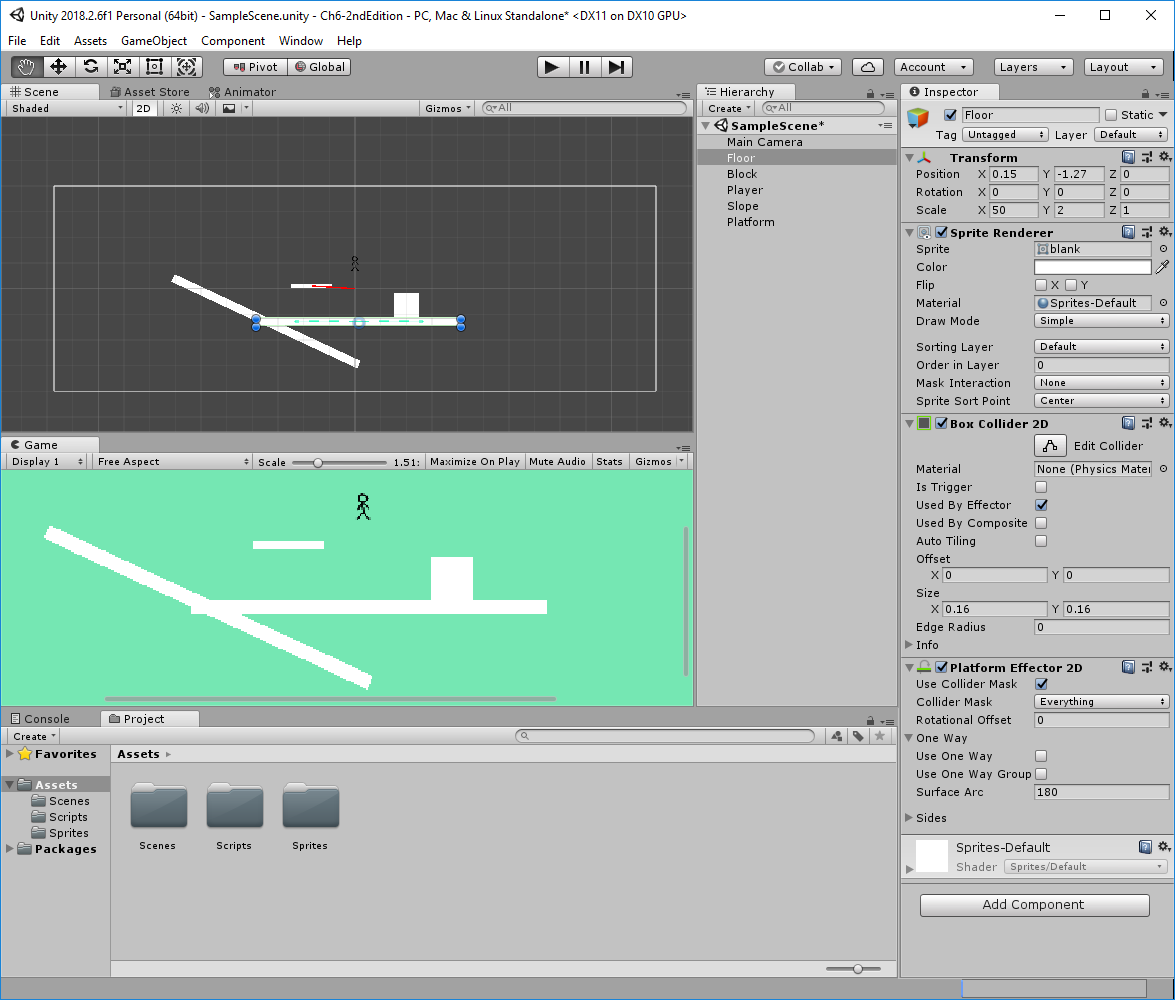 Unity 2018.2.6f1 Personal (64bit) - SampleScene.unity - Ch6-2ndEdition - PC, Mac & Linux Standalone* <DX11 on DX10 GPU>
File Edit Assets GameObject Component Window Help
Pivot Global Collab Account Layers Layout
Scene Asset Store Animator
Shaded 2D Gizmos All
Hierarchy
Create All
SampleScene*
Main Camera
Floor
Block
Player
Slope
Platform
Game
Display 1 Free Aspect Scale 1.51: Maximize On Play Mute Audio Stats Gizmos
Console Project
Create
Favorites
Assets
Scenes
Scripts
Sprites
Packages
Assets
Scenes Scripts Sprites
Inspector
Floor Static
Tag Untagged Layer Default
Transform
Position X 0.15 Y -1.27 Z 0
Rotation X 0 Y 0 Z 0
Scale X 50 Y 2 Z 1
Sprite Renderer
Sprite blank
Color
Flip X Y
Material Sprites-Default
Draw Mode Simple
Sorting Layer Default
Order in Layer 0
Mask Interaction None
Sprite Sort Point Center
Box Collider 2D
Edit Collider
Material None (Physics Mater
Is Trigger
Used By Effector
Used By Composite
Auto Tiling
Offset
X 0 Y 0
Size
X 0.16 Y 0.16
Edge Radius 0
Info
Platform Effector 2D
Use Collider Mask
Collider Mask Everything
Rotational Offset 0
One Way
Use One Way
Use One Way Group
Surface Arc 180
Sides
Sprites-Default
Shader Sprites/Default
Add Component